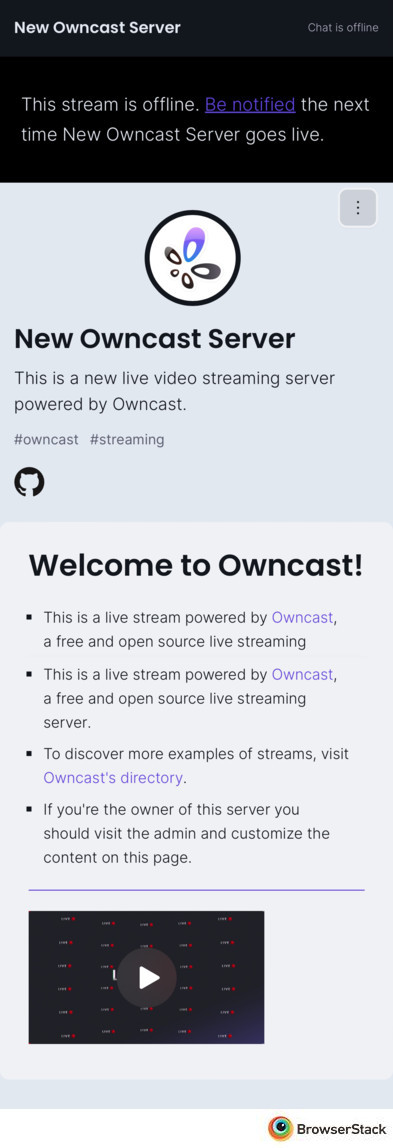 New Owncast Server
Chat is offline
This stream is offline. Be notified the next
time New Owncast Server goes live.
New Owncast Server
This is a new live video streaming server
powered by Owncast.
#owncast #streaming
Welcome to Owncast!
This is a live stream powered by Owncast,
a free and open source live streaming
This is a live stream powered by Owncast,
a free and open source live streaming
server.
To discover more examples of streams, visit
Owncast's directory.
If you're the owner of this server you
should visit the admin and customize the
content on this page.
BrowserStack